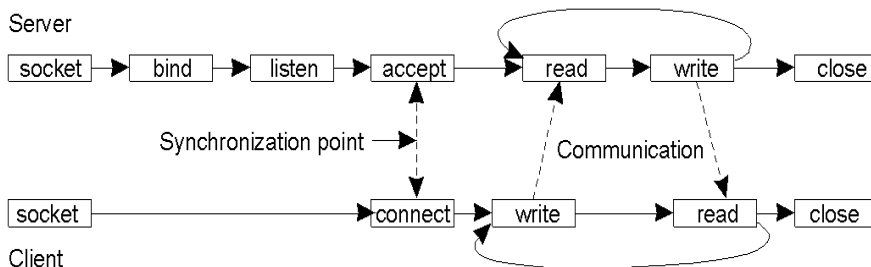 Server
socket bind listen accept read write close
Synchronization point
Communication
socket connect write read close
Client